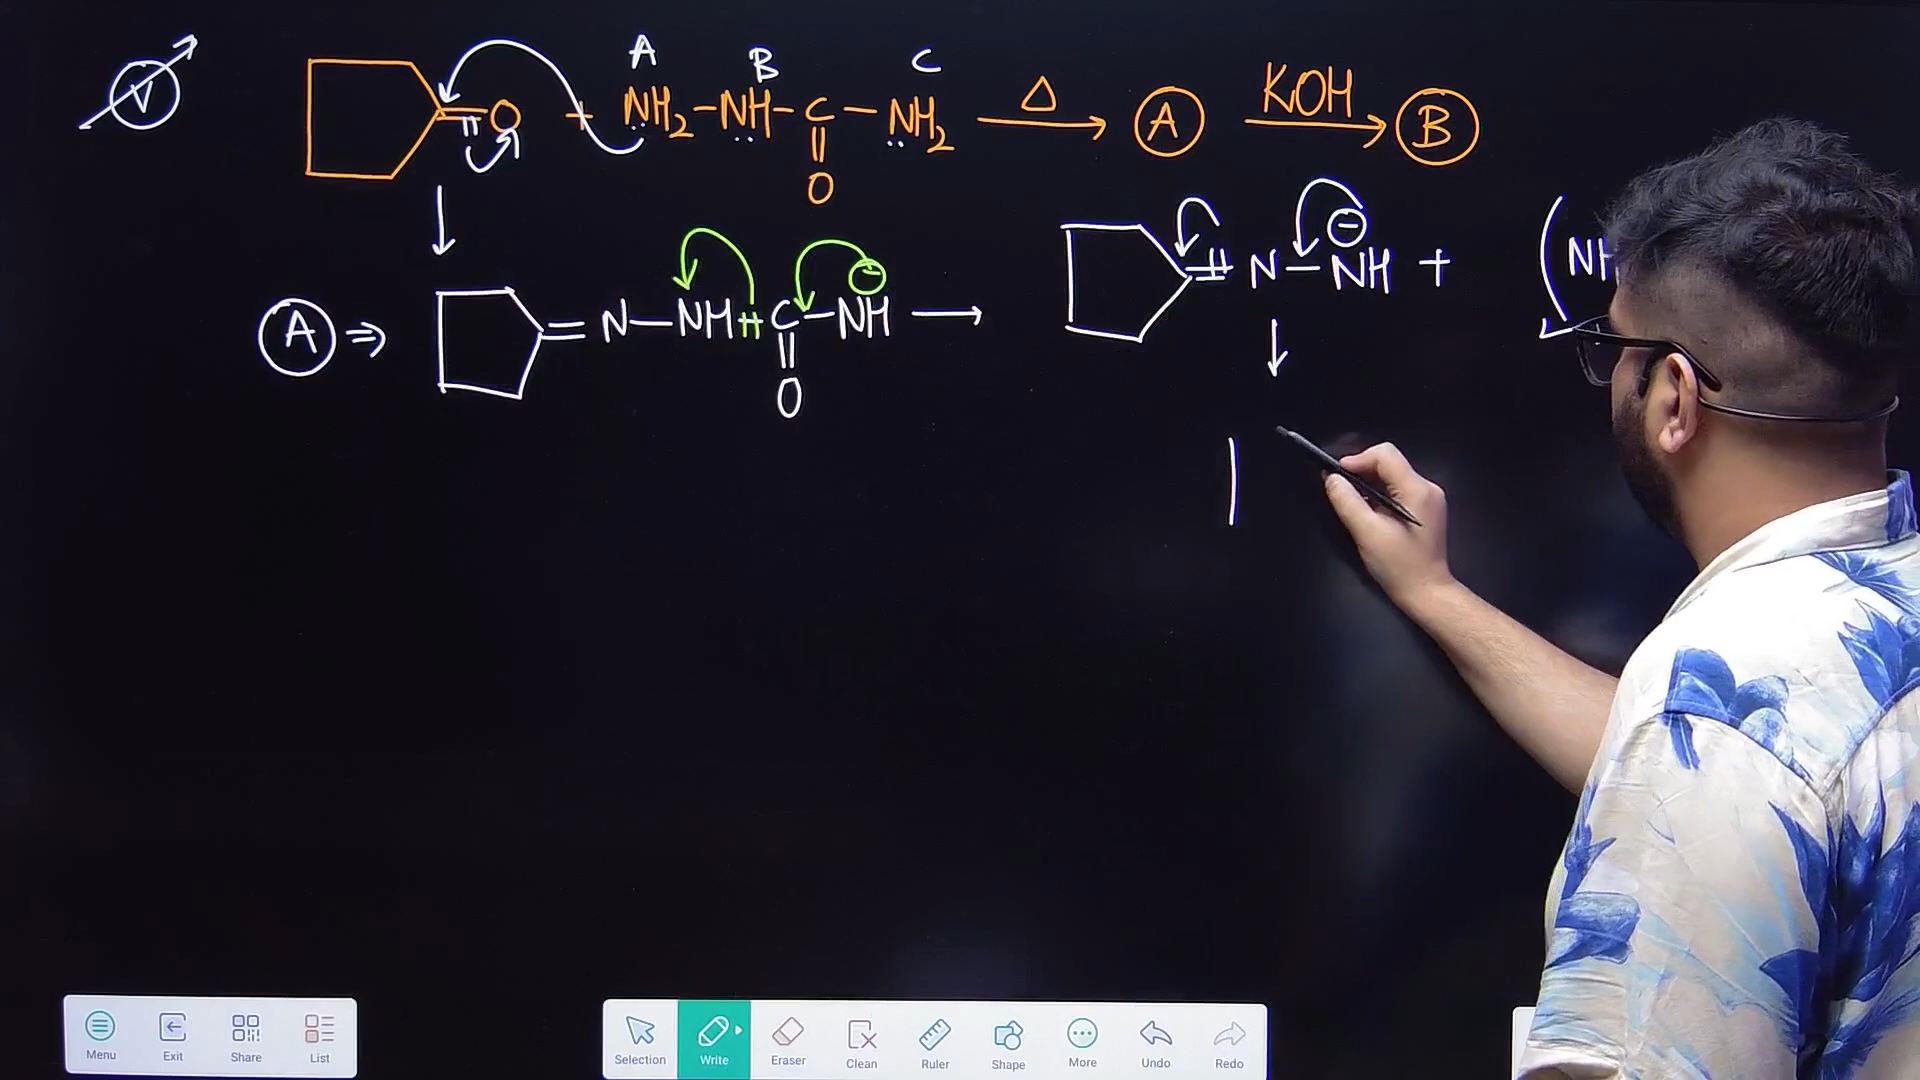 A B C
V
=O + NH₂–NH–C–NH₂ Δ→ A KOH→ B
O
A ⇒ =N–NH–C–NH⊖ → =N–NH⊖ + (NH
O
Menu Exit Share List
Selection Write Eraser Clean Ruler Shape More Undo Redo